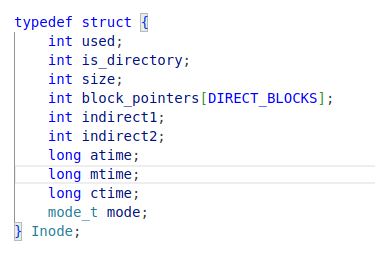 typedef struct {
    int used;
    int is_directory;
    int size;
    int block_pointers[DIRECT_BLOCKS];
    int indirect1;
    int indirect2;
    long atime;
    long mtime;
    long ctime;
    mode_t mode;
} Inode;